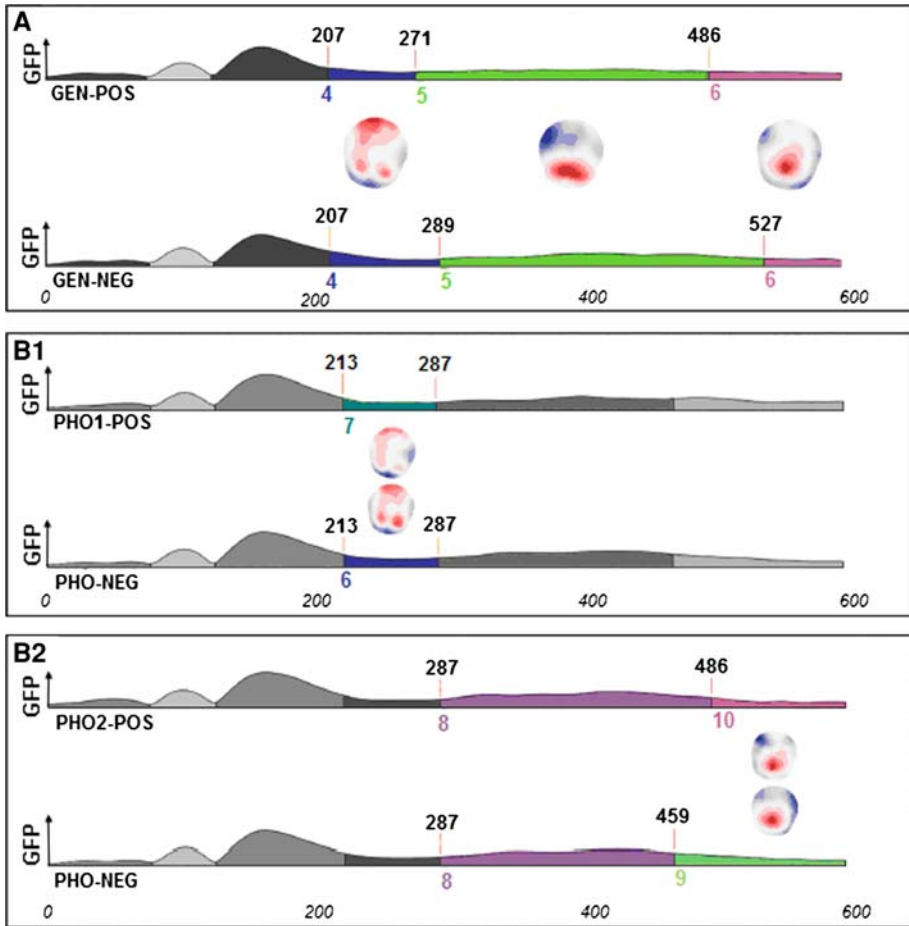 A
GFP
207 271 486
GEN-POS 4 5 6
GFP
207 289 527
GEN-NEG 4 5 6
0 200 400 600
B1
GFP
213 287
PHO1-POS 7
GFP
213 287
PHO-NEG 6
0 200 400 600
B2
GFP
287 486
PHO2-POS 8 10
GFP
287 459
PHO-NEG 8 9
0 200 400 600